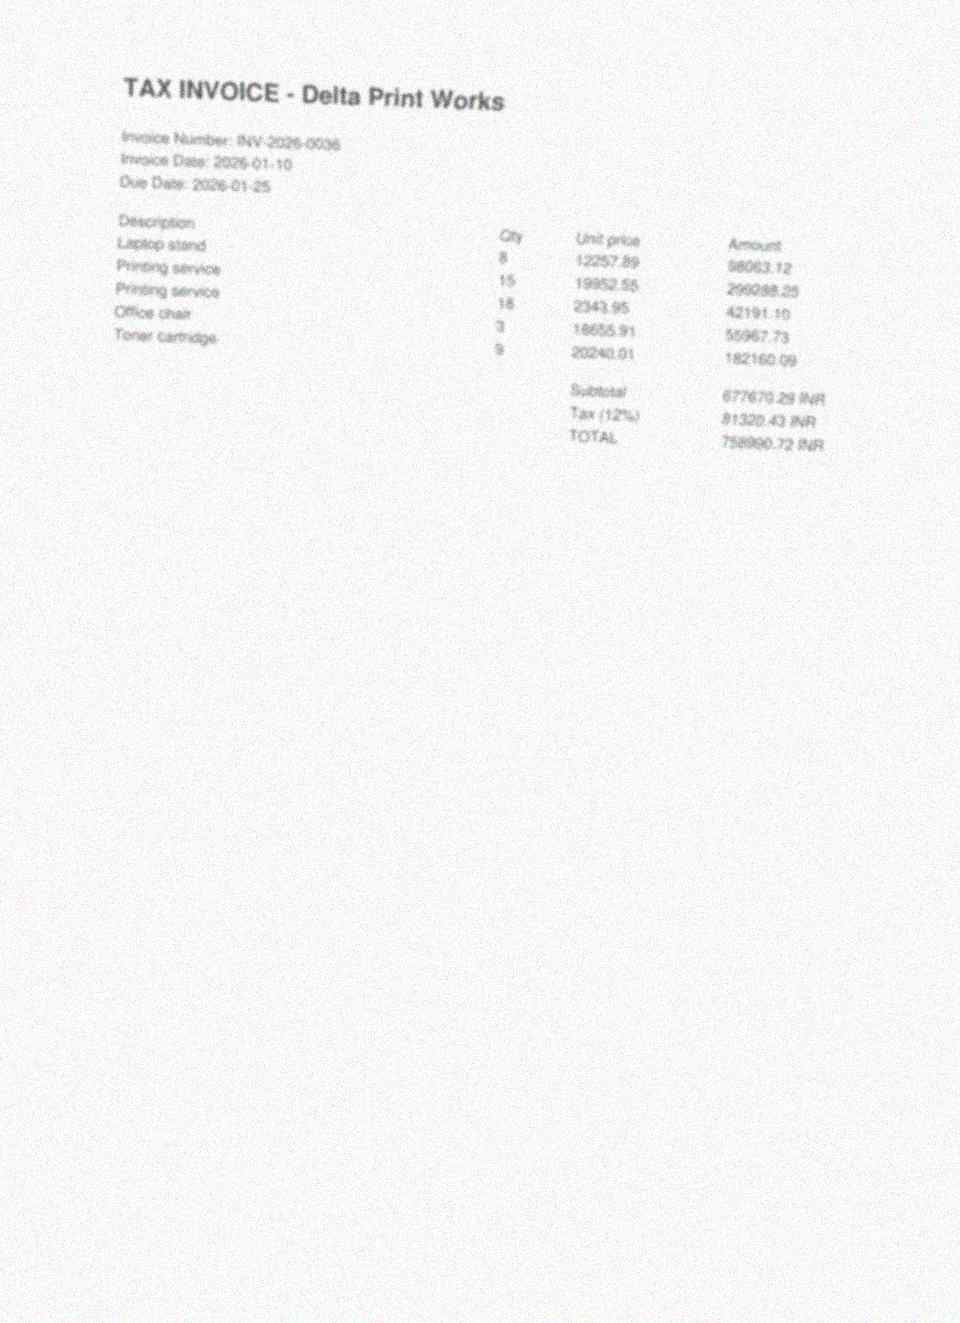 TAX INVOICE - Delta Print Works
Invoice Number: INV-2026-0036
Invoice Date: 2026-01-10
Due Date: 2026-01-25
Description Qty Unit price Amount
Laptop stand 8 12257.89 98063.12
Printing service 15 19952.55 299288.25
Printing service 18 2343.95 42191.10
Office chair 3 18655.91 55967.73
Toner cartridge 9 20240.01 182160.09
Subtotal 677670.29 INR
Tax (12%) 81320.43 INR
TOTAL 758990.72 INR